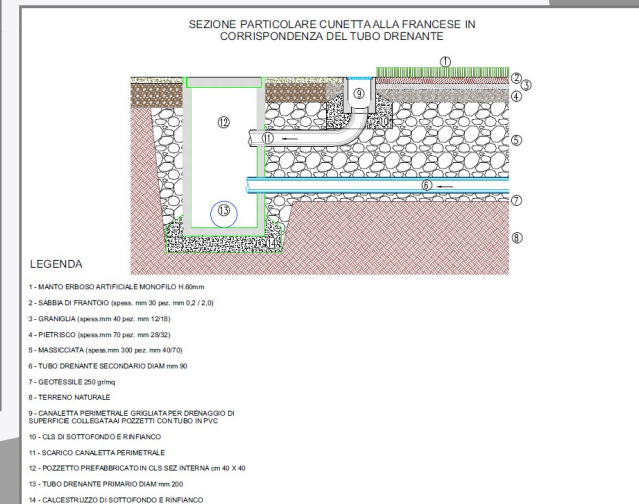 SEZIONE PARTICOLARE CUNETTA ALLA FRANCESE IN
CORRISPONDENZA DEL TUBO DRENANTE
1
2
3
4
9
10
12
11
5
6
7
13
14
8
LEGENDA
1 - MANTO ERBOSO ARTIFICIALE MONOFILO H.60mm
2 - SABBIA DI FRANTOIO (spess. mm 30 pez. mm 0,2 / 2,0)
3 - GRANIGLIA (spess.mm 40 pez. mm 12/18)
4 - PIETRISCO (spess.mm 70 pez. mm 28/32)
5 - MASSICCIATA (spess.mm 300 pez. mm 40/70)
6 - TUBO DRENANTE SECONDARIO DIAM mm 90
7 - GEOTESSILE 250 gr/mq
8 - TERRENO NATURALE
9 - CANALETTA PERIMETRALE GRIGLIATA PER DRENAGGIO DI
SUPERFICIE COLLEGATA AI POZZETTI CON TUBO IN PVC
10 - CLS DI SOTTOFONDO E RINFIANCO
11 - SCARICO CANALETTA PERIMETRALE
12 - POZZETTO PREFABBRICATO IN CLS SEZ INTERNA cm 40 X 40
13 - TUBO DRENANTE PRIMARIO DIAM mm 200
14 - CALCESTRUZZO DI SOTTOFONDO E RINFIANCO